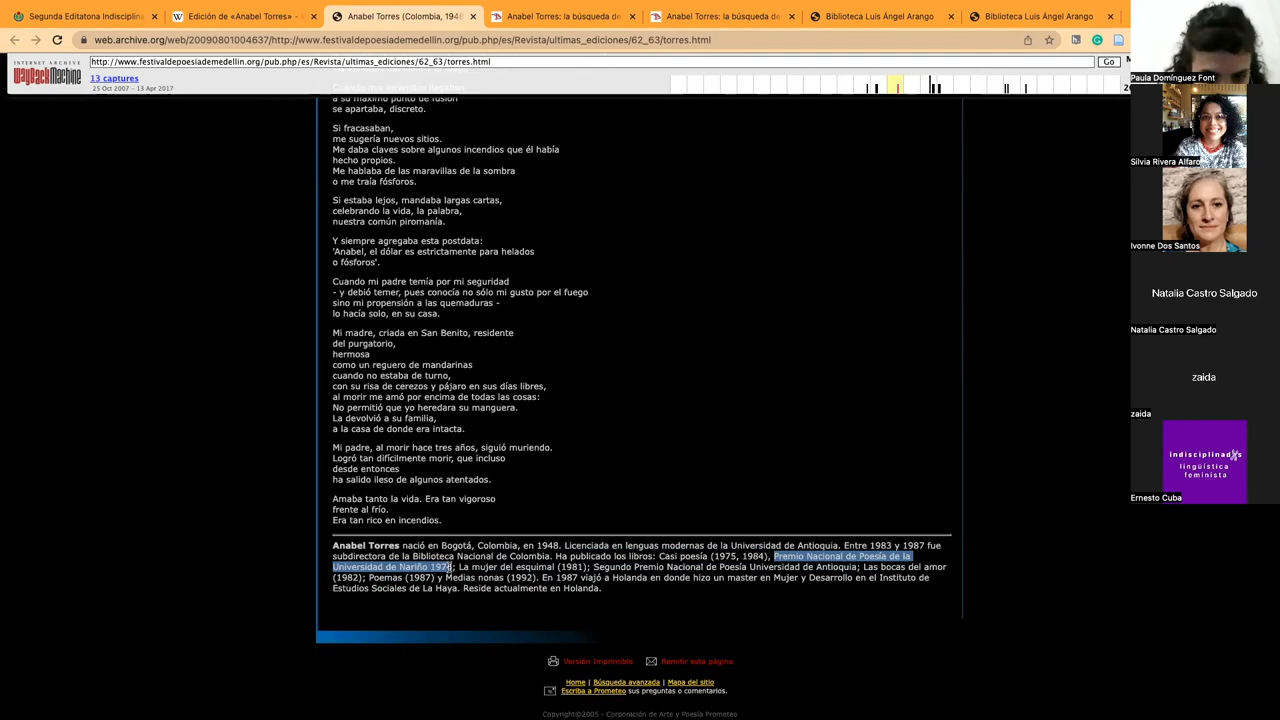 Segunda Editatona Indisciplina
Edición de «Anabel Torres» – W
Anabel Torres (Colombia, 1948
Anabel Torres: la búsqueda de
Anabel Torres: la búsqueda de
Biblioteca Luis Ángel Arango
Biblioteca Luis Ángel Arango
web.archive.org/web/20090801004637/http://www.festivaldepoesiademedellin.org/pub.php/es/Revista/ultimas_ediciones/62_63/torres.html
INTERNET ARCHIVE
WayBackMachine
http://www.festivaldepoesiademedellin.org/pub.php/es/Revista/ultimas_ediciones/62_63/torres.html
Go
13 captures
25 Oct 2007 – 13 Apr 2017
a su máximo punto de fusión
se apartaba, discreto.
Si fracasaban,
me sugería nuevos sitios.
Me daba claves sobre algunos incendios que él había
hecho propios.
Me hablaba de las maravillas de la sombra
o me traía fósforos.
Si estaba lejos, mandaba largas cartas,
celebrando la vida, la palabra,
nuestra común piromanía.
Y siempre agregaba esta postdata:
'Anabel, el dólar es estrictamente para helados
o fósforos'.
Cuando mi padre temía por mi seguridad
- y debió temer, pues conocía no sólo mi gusto por el fuego
sino mi propensión a las quemaduras -
lo hacía solo, en su casa.
Mi madre, criada en San Benito, residente
del purgatorio,
hermosa
como un reguero de mandarinas
cuando no estaba de turno,
con su risa de cerezos y pájaro en sus días libres,
al morir me amó por encima de todas las cosas:
No permitió que yo heredara su manguera.
La devolvió a su familia,
a la casa de donde era intacta.
Mi padre, al morir hace tres años, siguió muriendo.
Logró tan difícilmente morir, que incluso
desde entonces
ha salido ileso de algunos atentados.
Amaba tanto la vida. Era tan vigoroso
frente al frío.
Era tan rico en incendios.
Anabel Torres nació en Bogotá, Colombia, en 1948. Licenciada en lenguas modernas de la Universidad de Antioquia. Entre 1983 y 1987 fue
subdirectora de la Biblioteca Nacional de Colombia. Ha publicado los libros: Casi poesía (1975, 1984), Premio Nacional de Poesía de la
Universidad de Nariño 1974; La mujer del esquimal (1981); Segundo Premio Nacional de Poesía Universidad de Antioquia; Las bocas del amor
(1982); Poemas (1987) y Medias nonas (1992). En 1987 viajó a Holanda en donde hizo un master en Mujer y Desarrollo en el Instituto de
Estudios Sociales de La Haya. Reside actualmente en Holanda.
Versión Imprimible
Remitir esta página
Home | Búsqueda avanzada | Mapa del sitio
Escriba a Prometeo sus preguntas o comentarios.
Copyright©2005 - Corporación de Arte y Poesía Prometeo
Paula Domínguez Font
Silvia Rivera Alfaro
Ivonne Dos Santos
Natalia Castro Salgado
Natalia Castro Salgado
zaida
zaida
lingüística
feminista
Ernesto Cuba